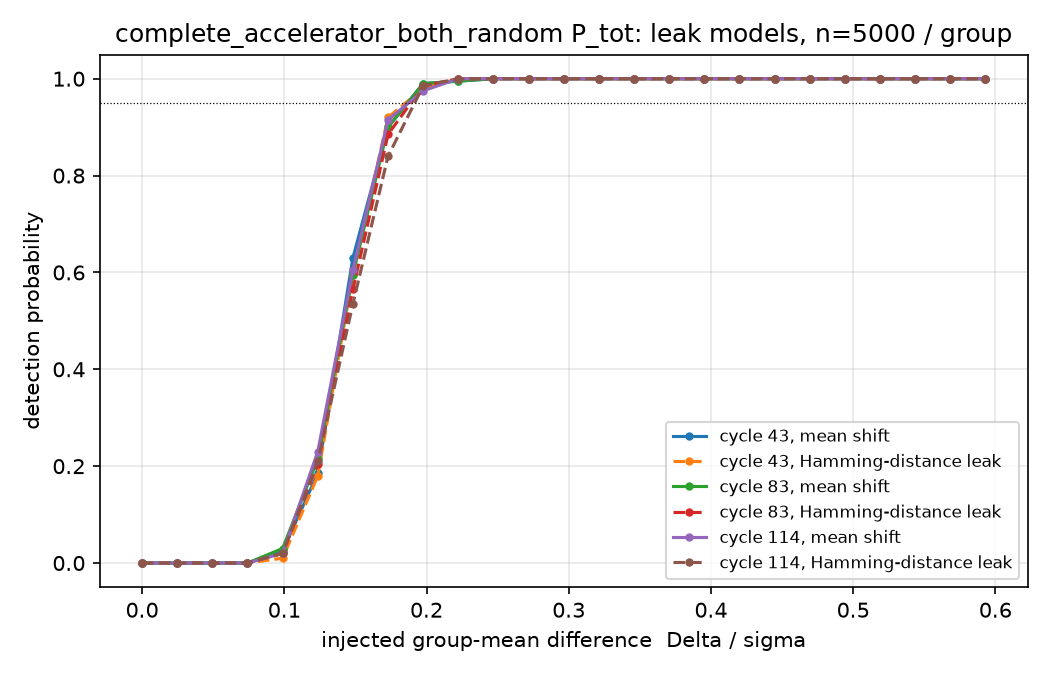 complete_accelerator_both_random P_tot: leak models, n=5000 / group
detection probability
1.0
0.8
0.6
0.4
0.2
0.0
0.0 0.1 0.2 0.3 0.4 0.5 0.6
injected group-mean difference  Delta / sigma
cycle 43, mean shift
cycle 43, Hamming-distance leak
cycle 83, mean shift
cycle 83, Hamming-distance leak
cycle 114, mean shift
cycle 114, Hamming-distance leak